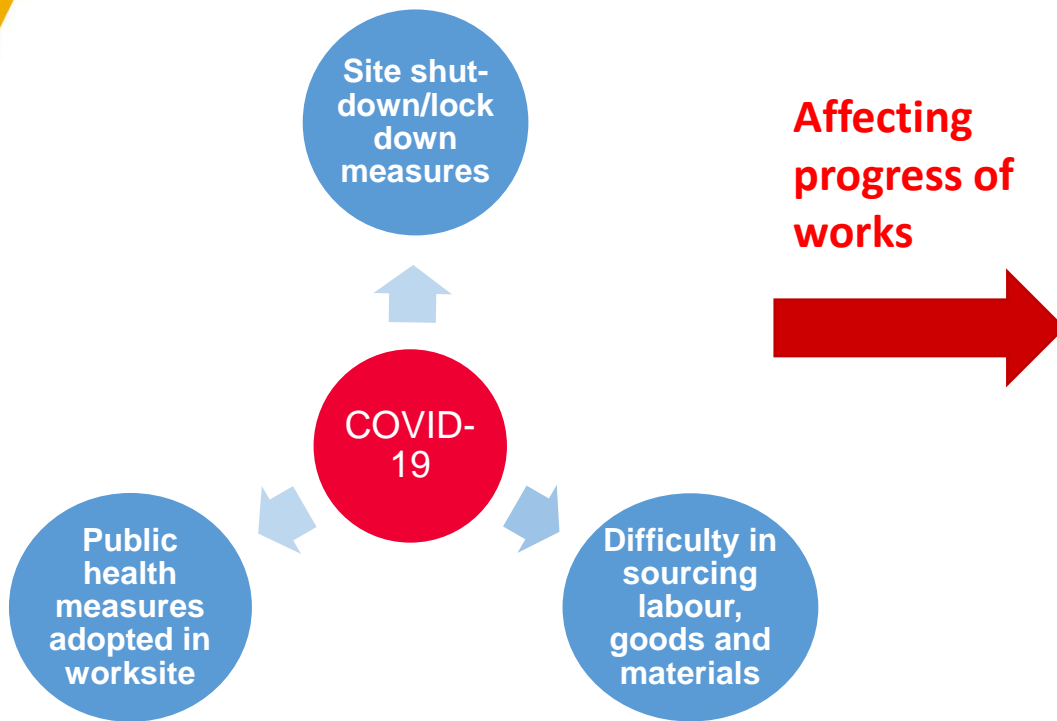 Site shut-
down/lock
down
measures
Affecting
progress of
works
COVID-
19
Public
health
measures
adopted in
worksite
Difficulty in
sourcing
labour,
goods and
materials